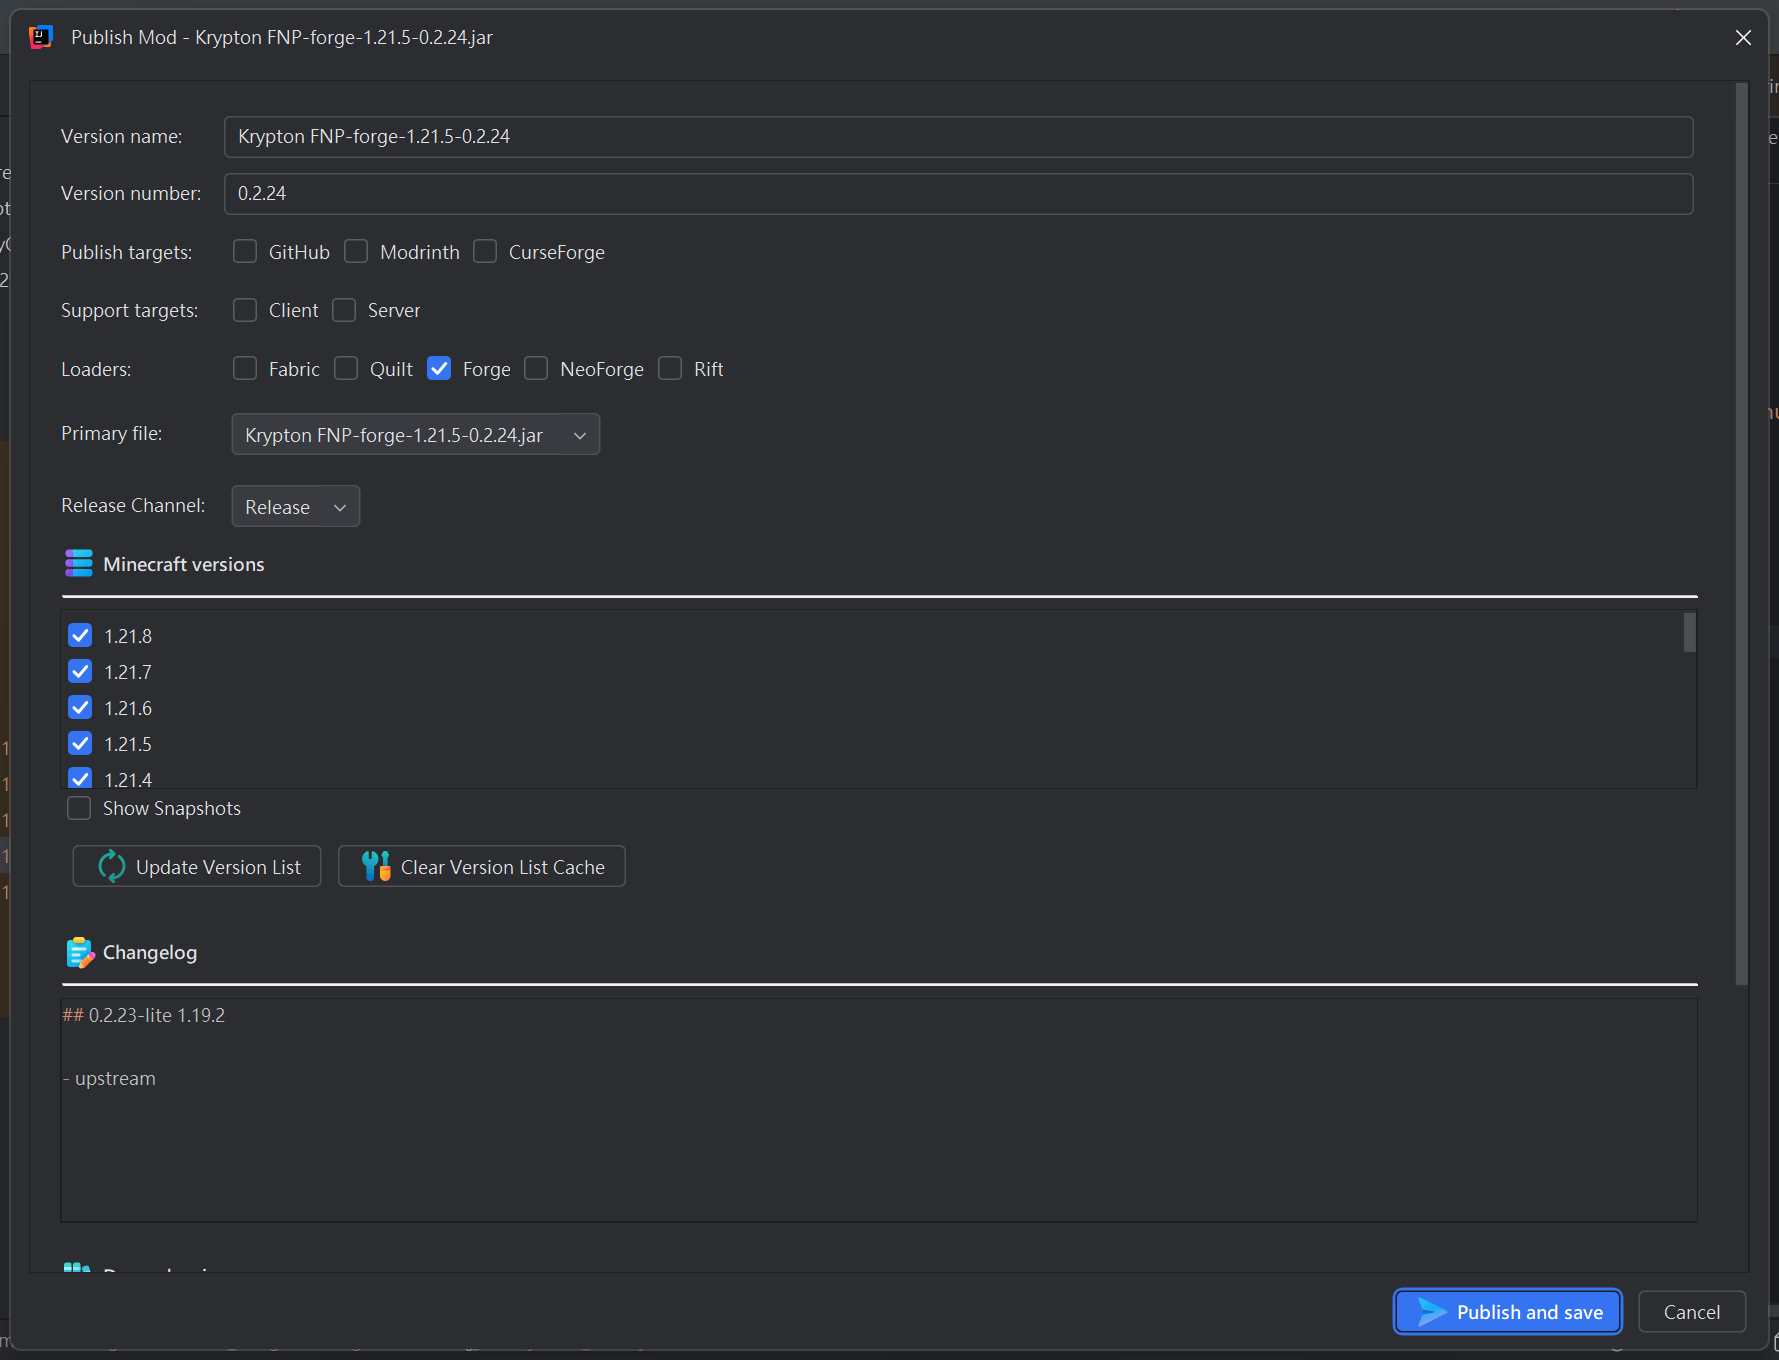 Publish Mod - Krypton FNP-forge-1.21.5-0.2.24.jar
Version name: Krypton FNP-forge-1.21.5-0.2.24
Version number: 0.2.24
Publish targets: GitHub Modrinth CurseForge
Support targets: Client Server
Loaders: Fabric Quilt Forge NeoForge Rift
Primary file: Krypton FNP-forge-1.21.5-0.2.24.jar
Release Channel: Release
Minecraft versions
1.21.8
1.21.7
1.21.6
1.21.5
1.21.4
Show Snapshots
Update Version List Clear Version List Cache
Changelog
## 0.2.23-lite 1.19.2
- upstream
Publish and save Cancel